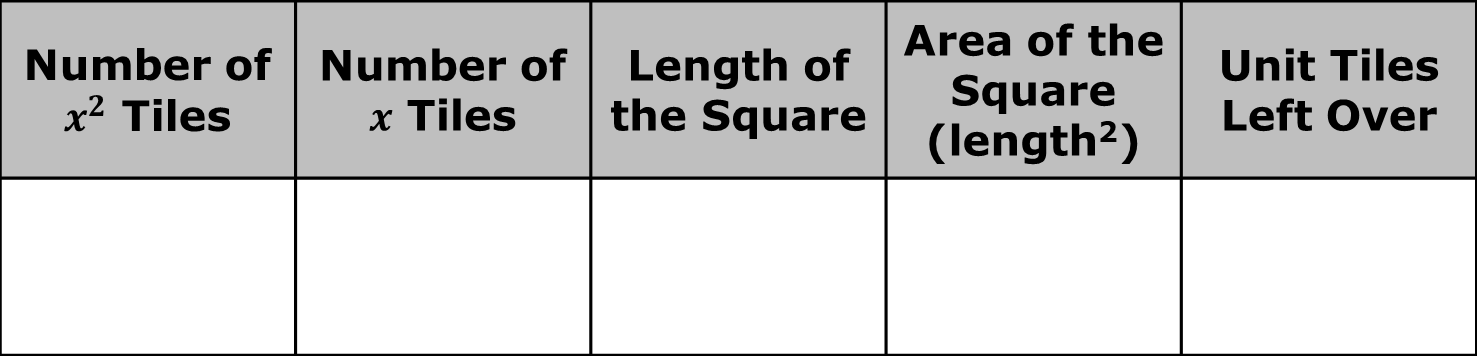 Number of
x² Tiles
Number of
x Tiles
Length of
the Square
Area of the
Square
(length²)
Unit Tiles
Left Over